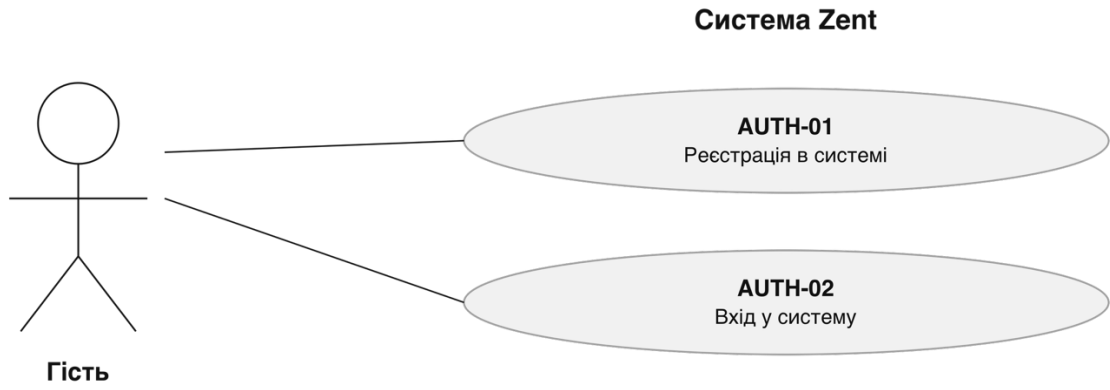 Система Zent
AUTH-01
Реєстрація в системі
AUTH-02
Вхід у систему
Гість